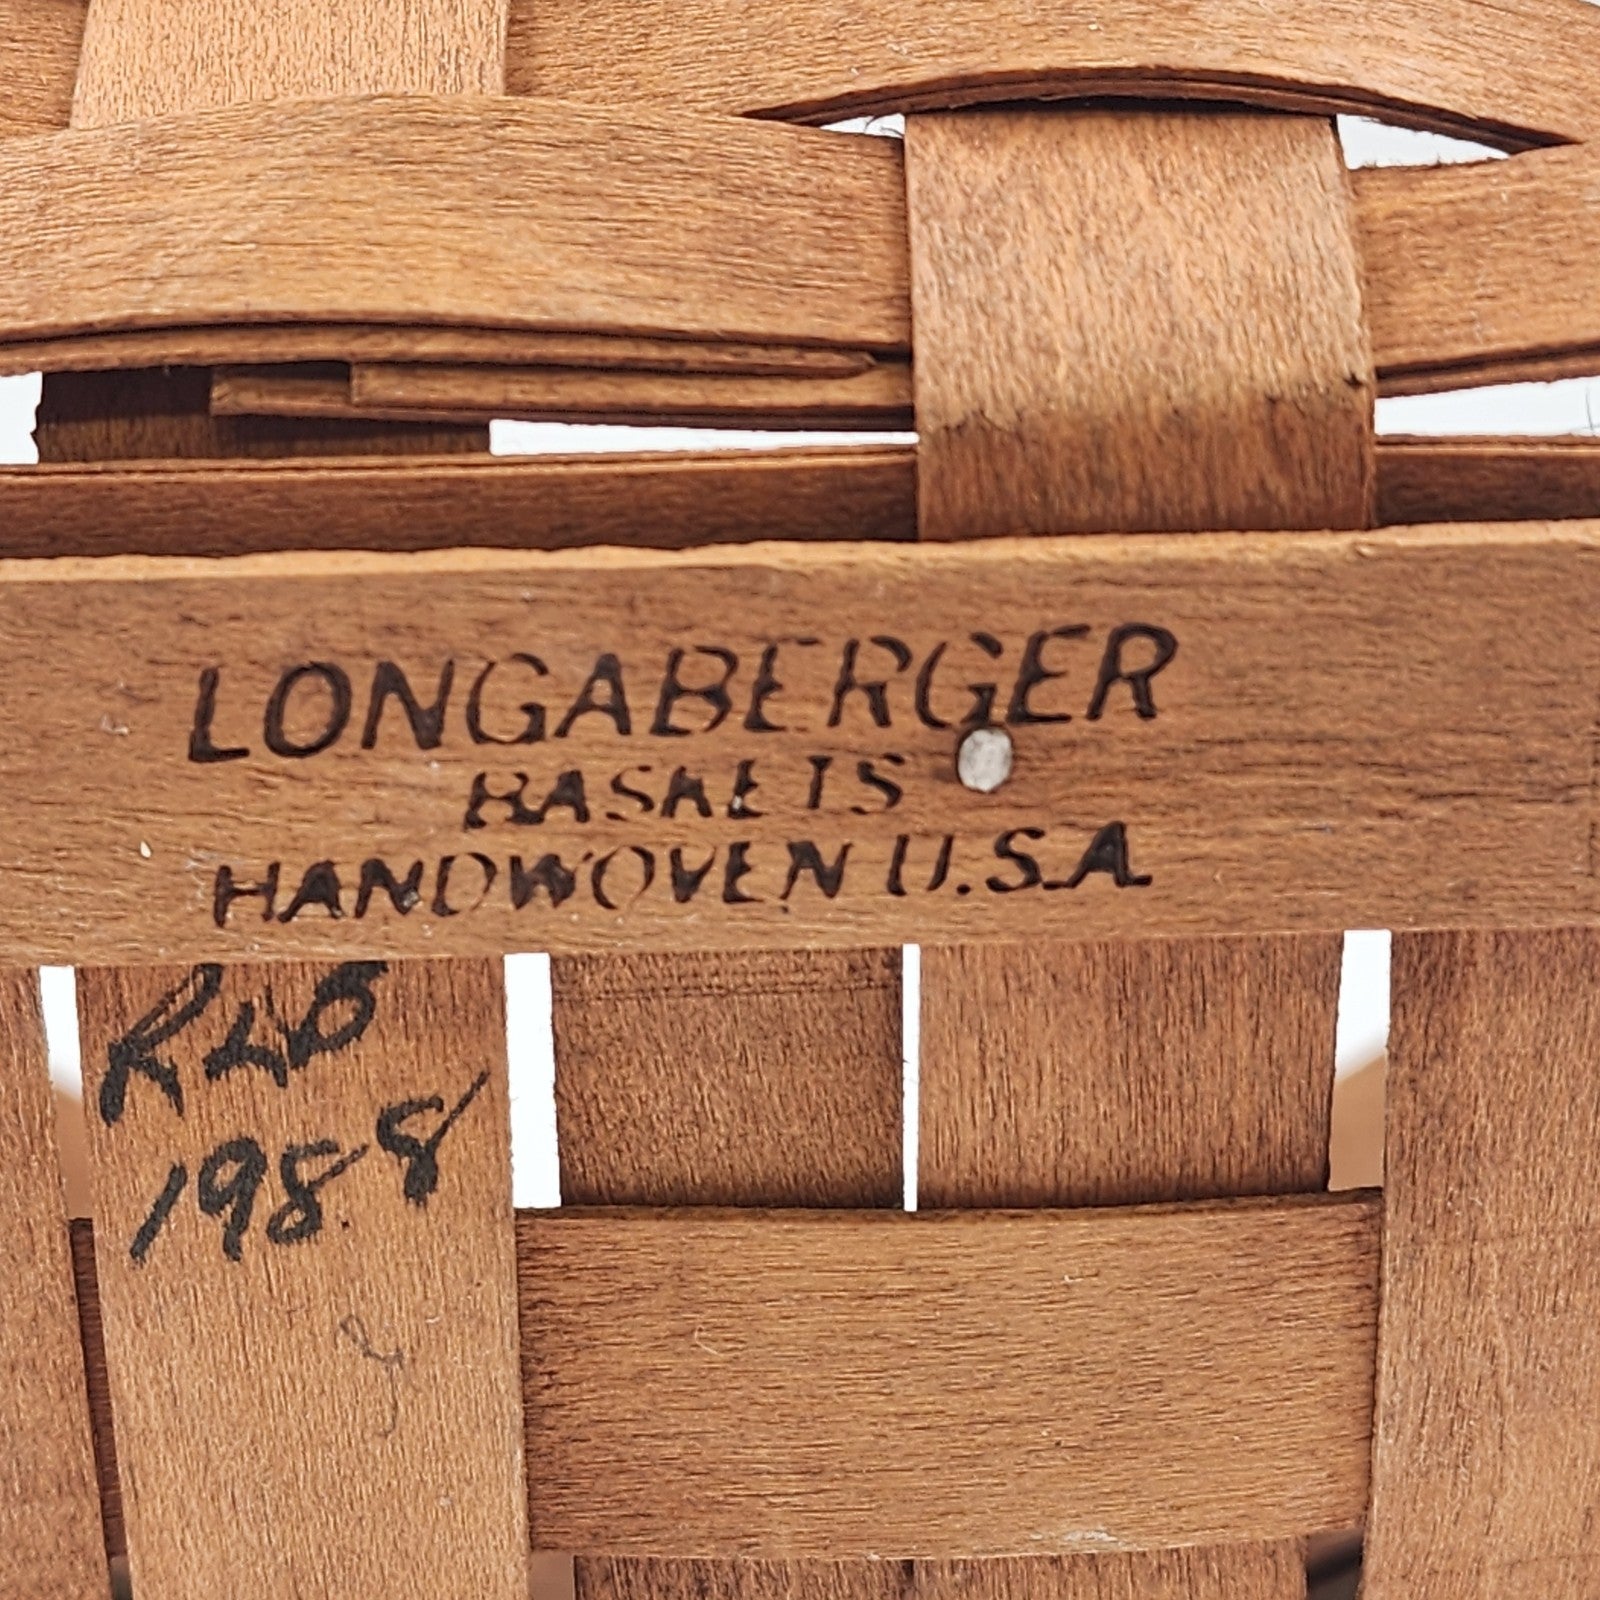 LONGABERGER
BASKETS
HANDWOVEN U.S.A.
RLB
1988